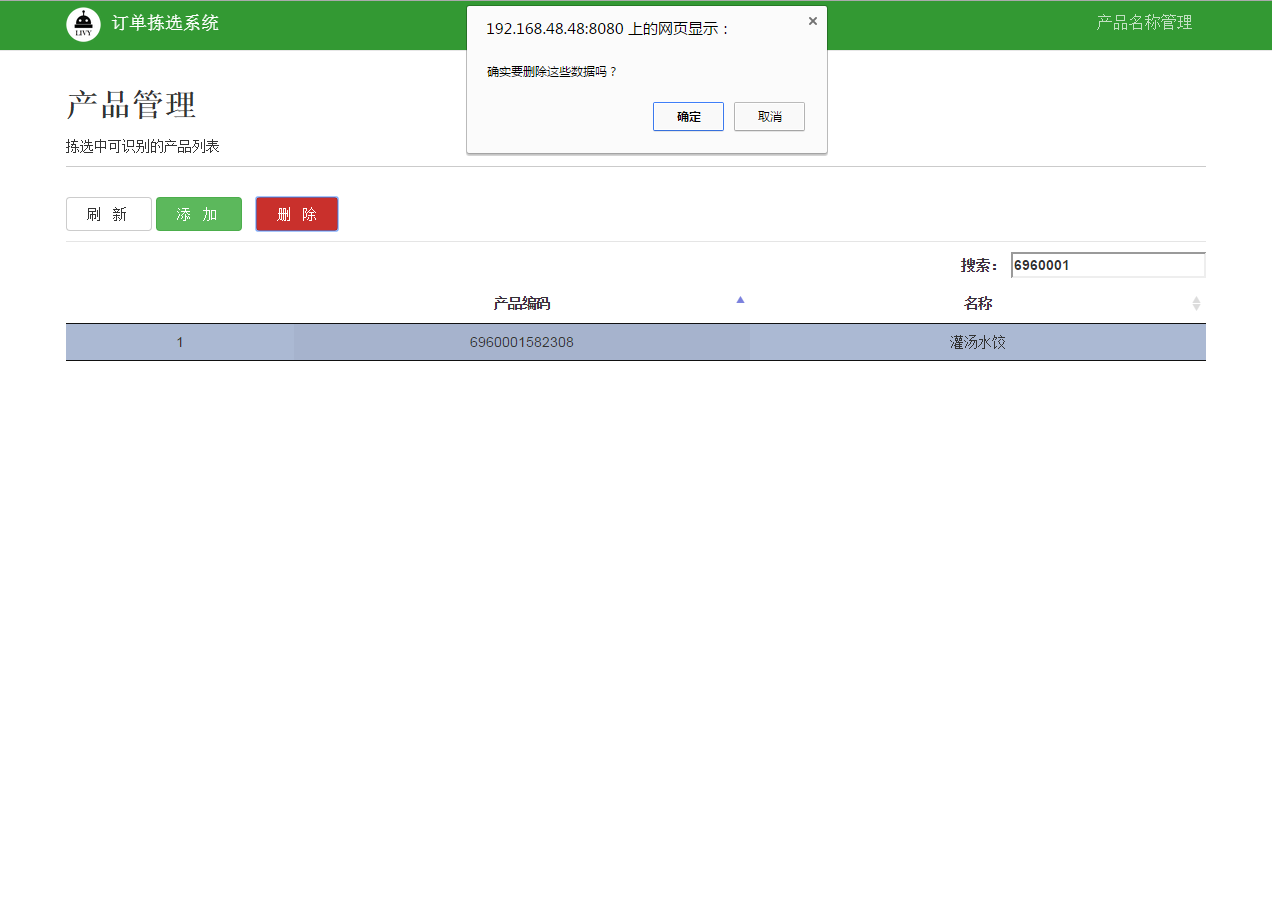 LIVY 订单拣选系统 产品名称管理
192.168.48.48:8080 上的网页显示：
×
确实要删除这些数据吗？
确定 取消
产品管理
拣选中可识别的产品列表
刷 新 添 加 删 除
搜索： 6960001
产品编码 名称
1 6960001582308 灌汤水饺